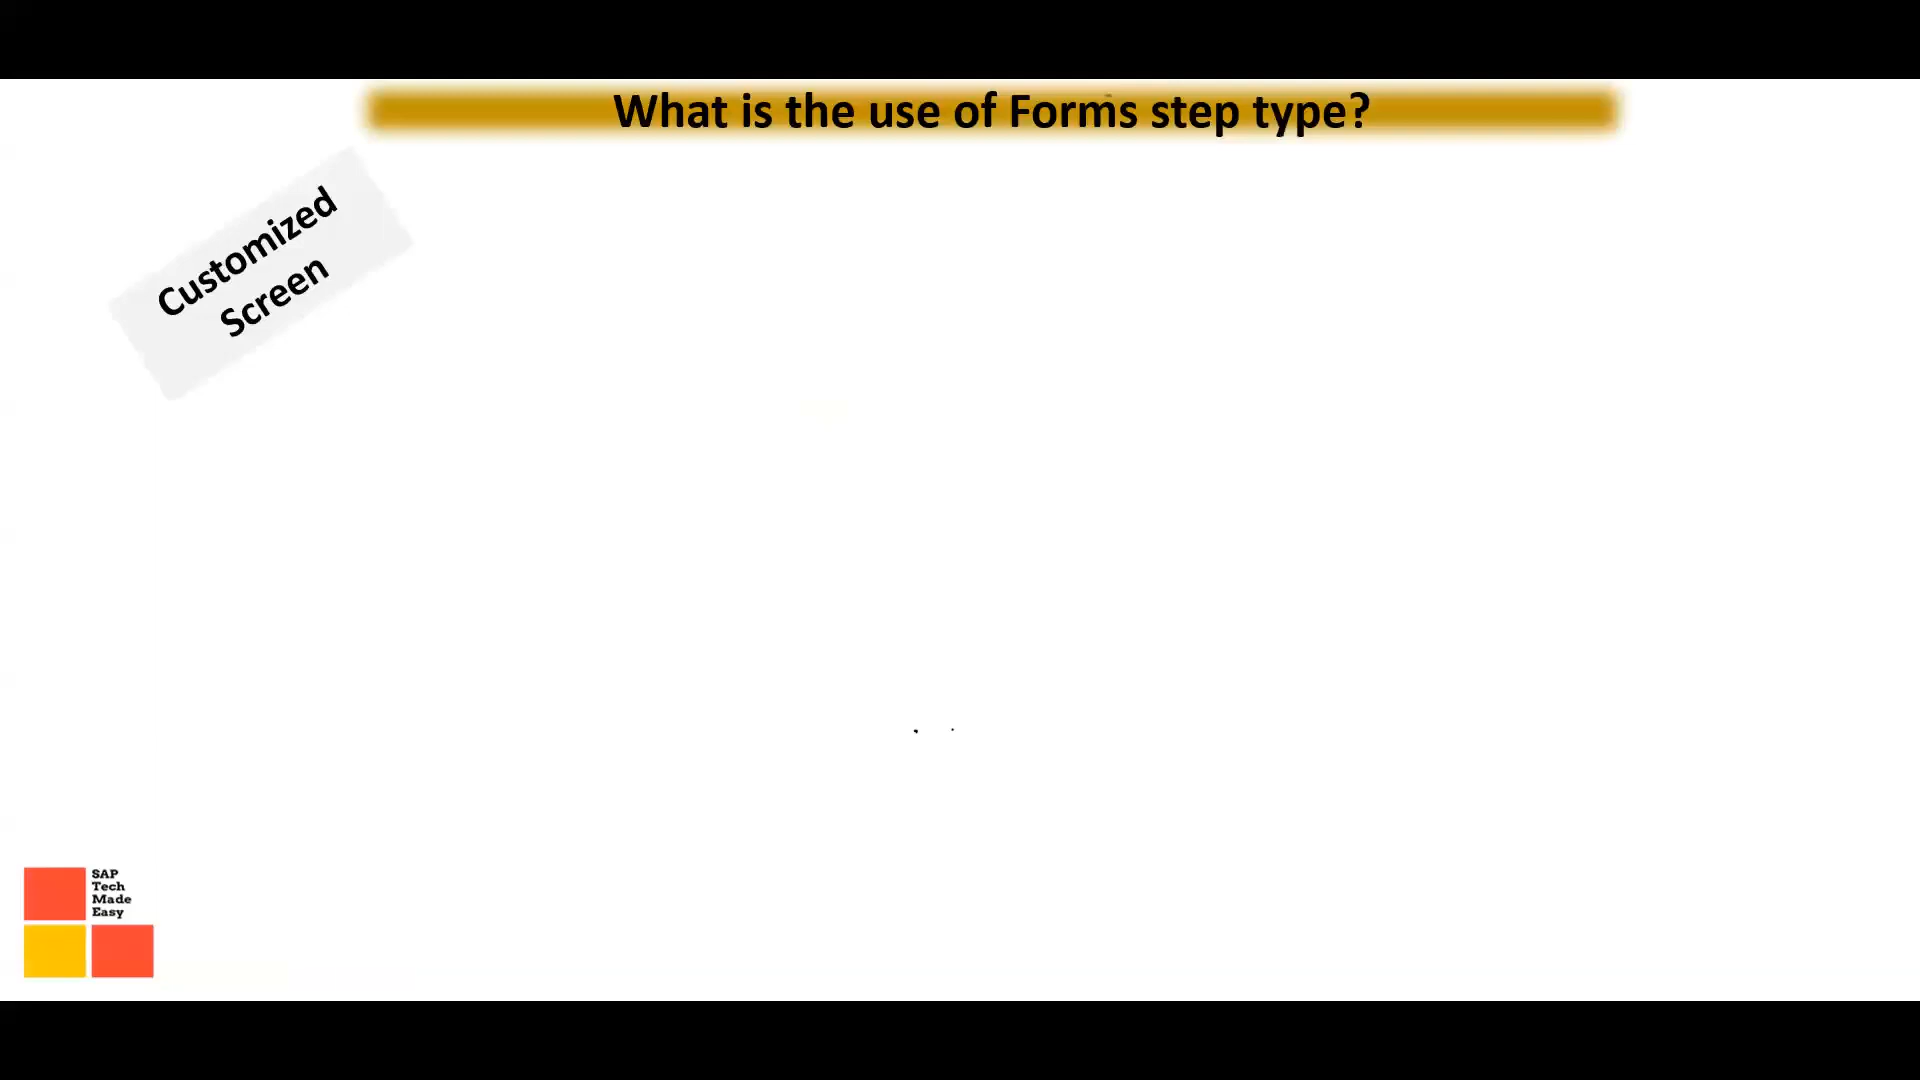 What is the use of Forms step type?
Customized
Screen
SAP
Tech
Made
Easy